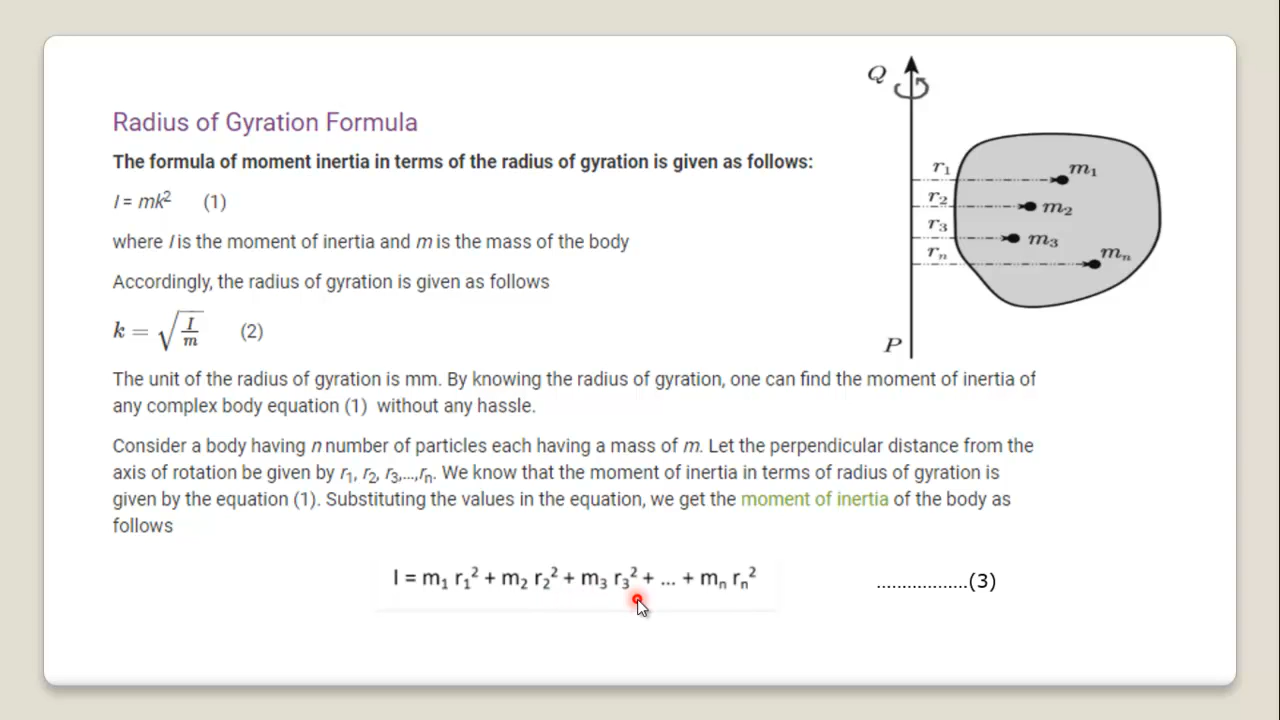 Radius of Gyration Formula
The formula of moment inertia in terms of the radius of gyration is given as follows:
I = mk² (1)
where I is the moment of inertia and m is the mass of the body
Accordingly, the radius of gyration is given as follows
k = √(I/m) (2)
The unit of the radius of gyration is mm. By knowing the radius of gyration, one can find the moment of inertia of
any complex body equation (1) without any hassle.
Consider a body having n number of particles each having a mass of m. Let the perpendicular distance from the
axis of rotation be given by r₁, r₂, r₃,...,rₙ. We know that the moment of inertia in terms of radius of gyration is
given by the equation (1). Substituting the values in the equation, we get the moment of inertia of the body as
follows
I = m₁ r₁² + m₂ r₂² + m₃ r₃² + ... + mₙ rₙ² ..................(3)
Q
r₁ m₁
r₂ m₂
r₃ m₃
rₙ mₙ
P